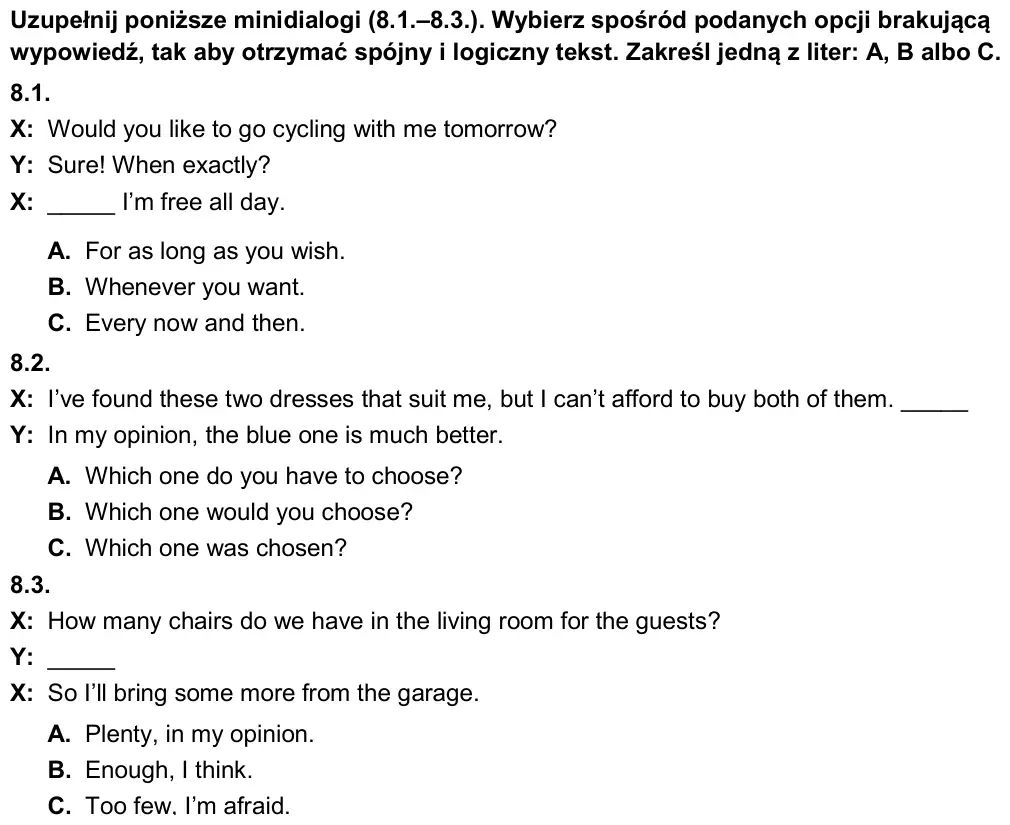 Uzupełnij poniższe minidialogi (8.1.–8.3.). Wybierz spośród podanych opcji brakującą
wypowiedź, tak aby otrzymać spójny i logiczny tekst. Zakreśl jedną z liter: A, B albo C.
8.1.
X: Would you like to go cycling with me tomorrow?
Y: Sure! When exactly?
X: _____ I’m free all day.
A. For as long as you wish.
B. Whenever you want.
C. Every now and then.
8.2.
X: I’ve found these two dresses that suit me, but I can’t afford to buy both of them. _____
Y: In my opinion, the blue one is much better.
A. Which one do you have to choose?
B. Which one would you choose?
C. Which one was chosen?
8.3.
X: How many chairs do we have in the living room for the guests?
Y: _____
X: So I’ll bring some more from the garage.
A. Plenty, in my opinion.
B. Enough, I think.
C. Too few, I’m afraid.